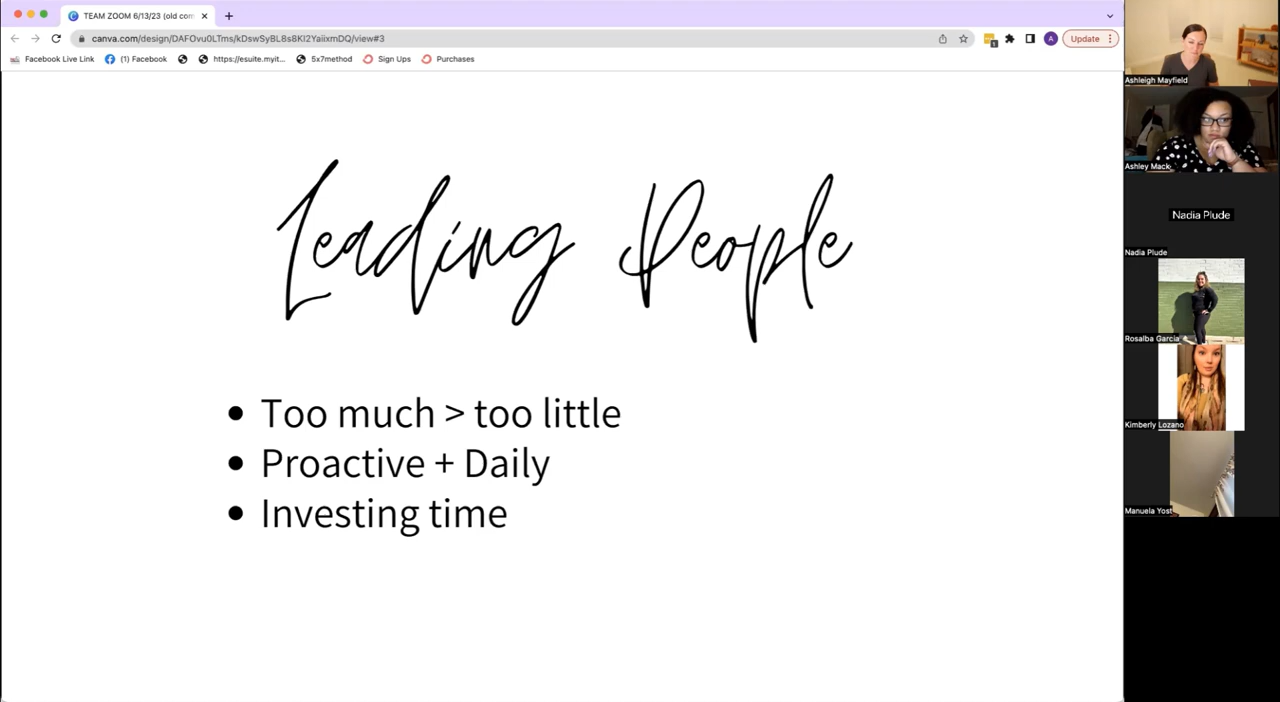 TEAM ZOOM 6/13/23 (old com
canva.com/design/DAFOvu0LTms/kDswSyBL8s8KI2YaiixmDQ/view#3
1
A
Update
Facebook Live Link
(1) Facebook
https://esuite.myit...
5x7method
Sign Ups
Purchases
Leading People
Too much > too little
Proactive + Daily
Investing time
Ashleigh Mayfield
Ashley Mack
Nadia Plude
Nadia Plude
Rosalba Garcia
Kimberly Lozano
Manuela Yost